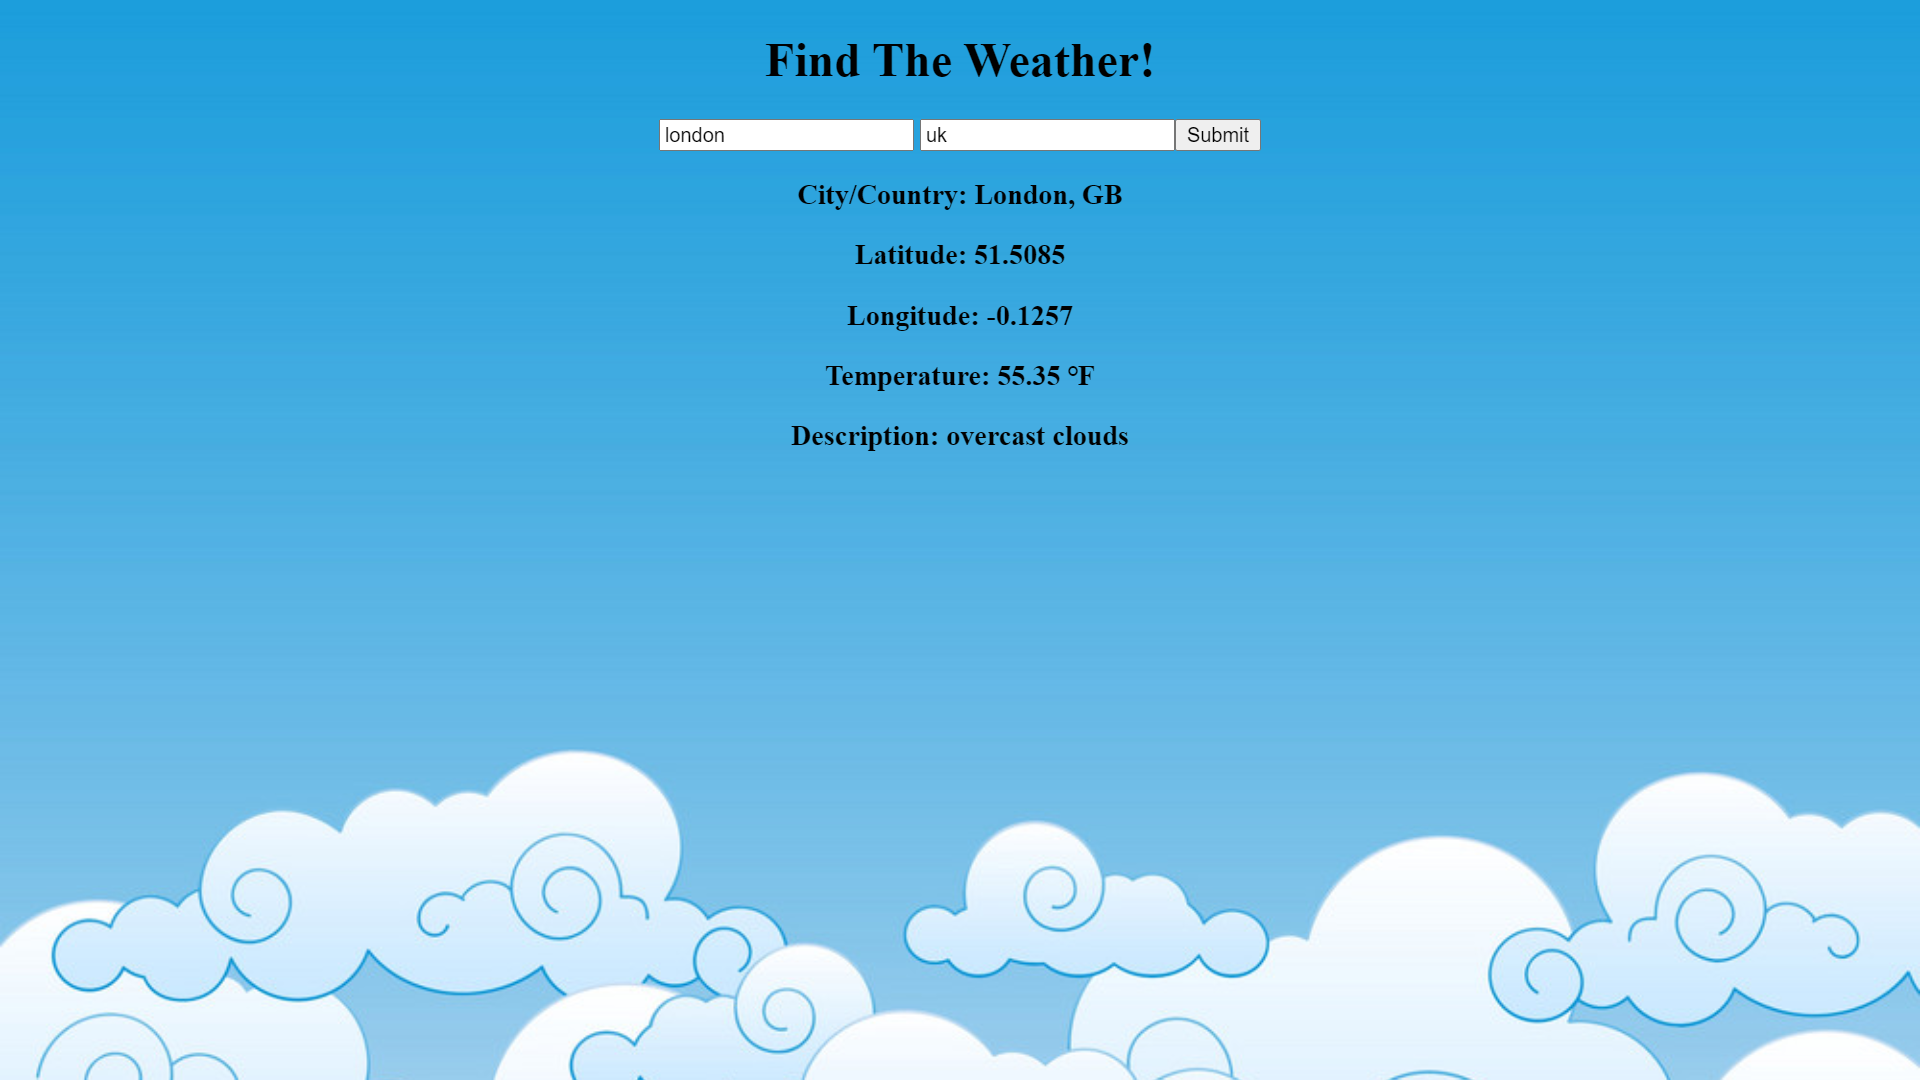 Find The Weather!
london uk Submit
City/Country: London, GB
Latitude: 51.5085
Longitude: -0.1257
Temperature: 55.35 °F
Description: overcast clouds